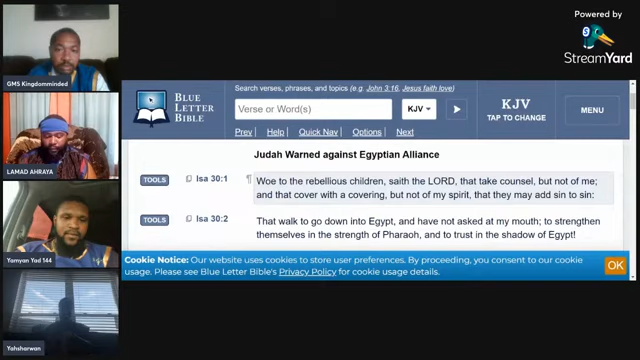 Powered by
StreamYard
GMS Kingdomminded
LAMAD AHRAYA
Yamyan Yad 144
Yahsharwan
BLUE
LETTER
BIBLE
Search verses, phrases, and topics (e.g. John 3:16, Jesus faith love)
Verse or Word(s)
KJV
KJV
TAP TO CHANGE
MENU
Prev | Help | Quick Nav | Options | Next
Judah Warned against Egyptian Alliance
TOOLS Isa 30:1 ¶ Woe to the rebellious children, saith the LORD, that take counsel, but not of me;
and that cover with a covering, but not of my spirit, that they may add sin to sin:
TOOLS Isa 30:2 That walk to go down into Egypt, and have not asked at my mouth; to strengthen
themselves in the strength of Pharaoh, and to trust in the shadow of Egypt!
Cookie Notice: Our website uses cookies to store user preferences. By proceeding, you consent to our cookie
usage. Please see Blue Letter Bible's Privacy Policy for cookie usage details.
OK